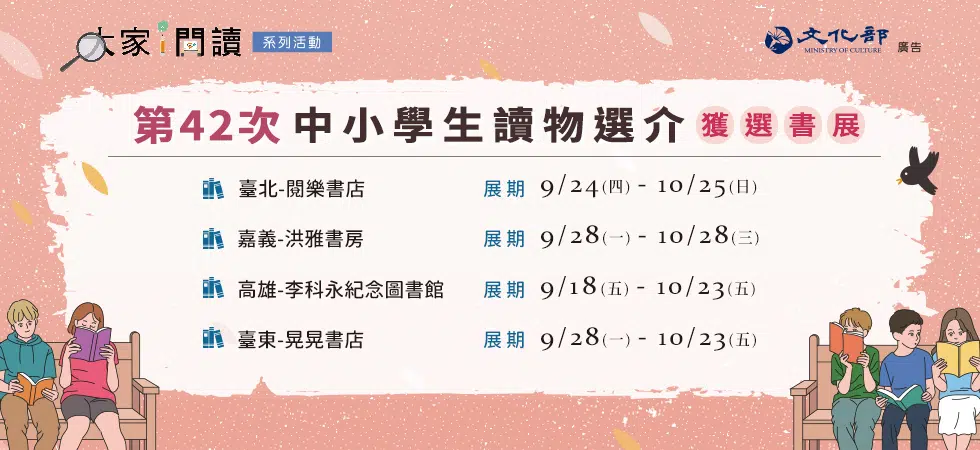 大家閱讀 系列活動
文化部
MINISTRY OF CULTURE
廣告
第42次中小學生讀物選介 獲選書展
臺北-閱樂書店 展期 9/24(四) - 10/25(日)
嘉義-洪雅書房 展期 9/28(一) - 10/28(三)
高雄-李科永紀念圖書館 展期 9/18(五) - 10/23(五)
臺東-晃晃書店 展期 9/28(一) - 10/23(五)